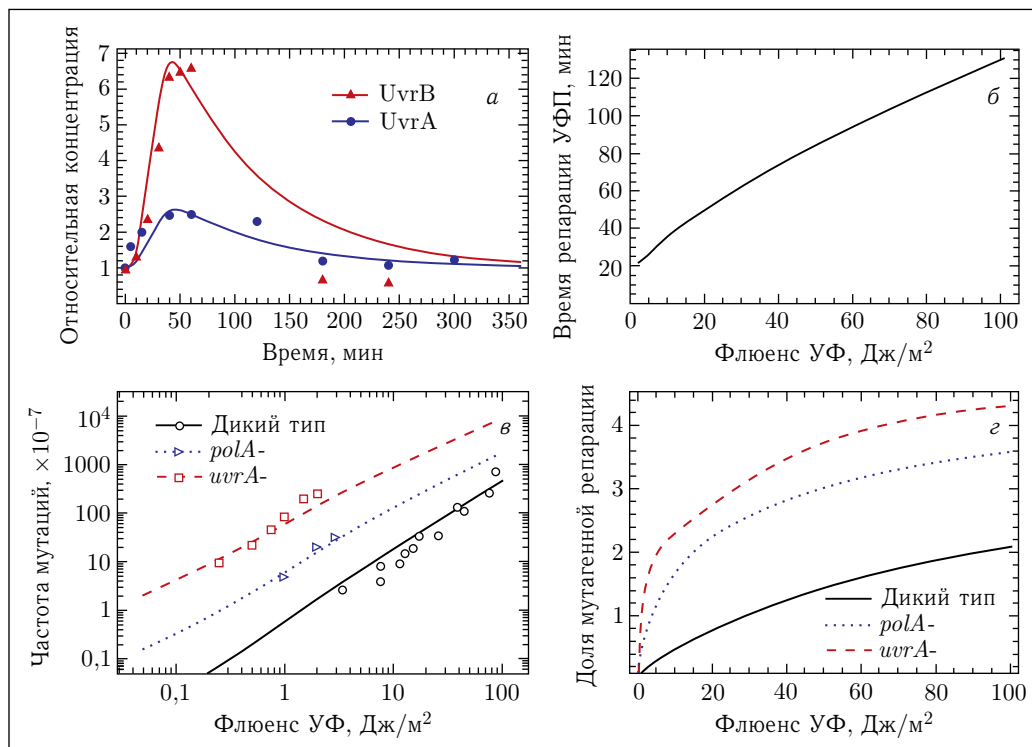 Относительная концентрация
7
6
5
4
3
2
1
UvrB
UvrA
а
0 50 100 150 200 250 300 350
Время, мин
Время репарации УФП, мин
120
100
80
60
40
20
б
0 20 40 60 80 100
Флюенс УФ, Дж/м²
Частота мутаций, ×10⁻⁷
10⁴
1000
100
10
1
0,1
Дикий тип
polA-
uvrA-
в
0,1 1 10 100
Флюенс УФ, Дж/м²
Доля мутагенной репарации
4
3
2
1
г
Дикий тип
polA-
uvrA-
0 20 40 60 80 100
Флюенс УФ, Дж/м²